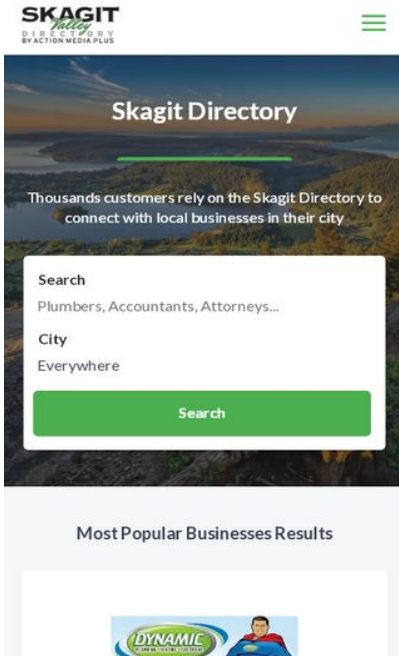 SKAGIT
Valley
DIRECTORY
BY ACTION MEDIA PLUS
Skagit Directory
Thousands customers rely on the Skagit Directory to
connect with local businesses in their city
Search
Plumbers, Accountants, Attorneys...
City
Everywhere
Search
Most Popular Businesses Results
DYNAMIC